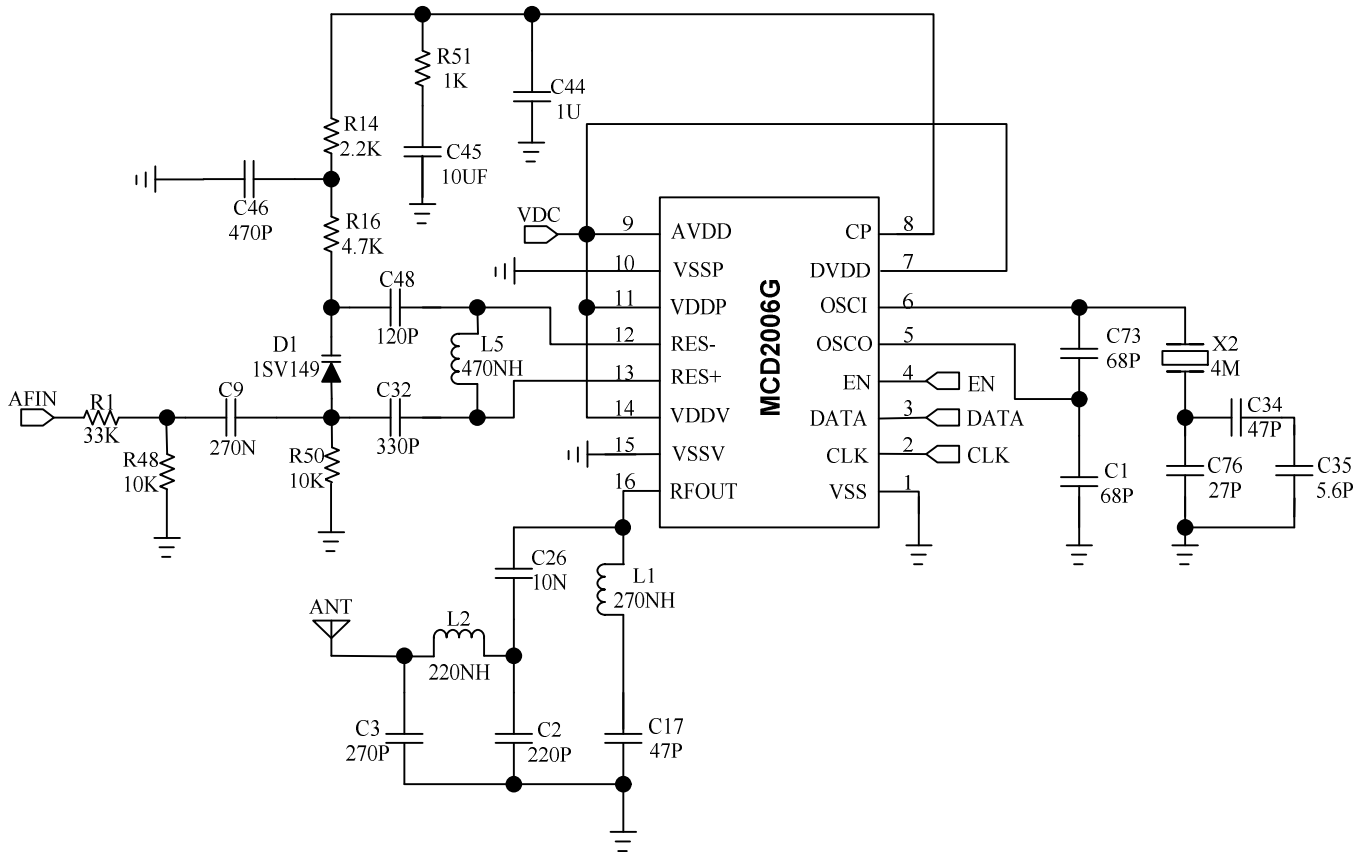 R51
1K
C44
1U
R14
2.2K
C45
10UF
C46
470P
R16
4.7K
VDC
9
AVDD
CP
8
10
VSSP
DVDD
7
11
VDDP
OSCI
6
12
RES-
OSCO
5
13
RES+
EN
4
EN
14
VDDV
DATA
3
DATA
15
VSSV
CLK
2
CLK
16
RFOUT
VSS
1
MCD2006G
C48
120P
L5
470NH
D1
1SV149
C73
68P
X2
4M
AFIN
R1
33K
C9
270N
C32
330P
C34
47P
R48
10K
R50
10K
C1
68P
C76
27P
C35
5.6P
C26
10N
L1
270NH
ANT
L2
220NH
C3
270P
C2
220P
C17
47P